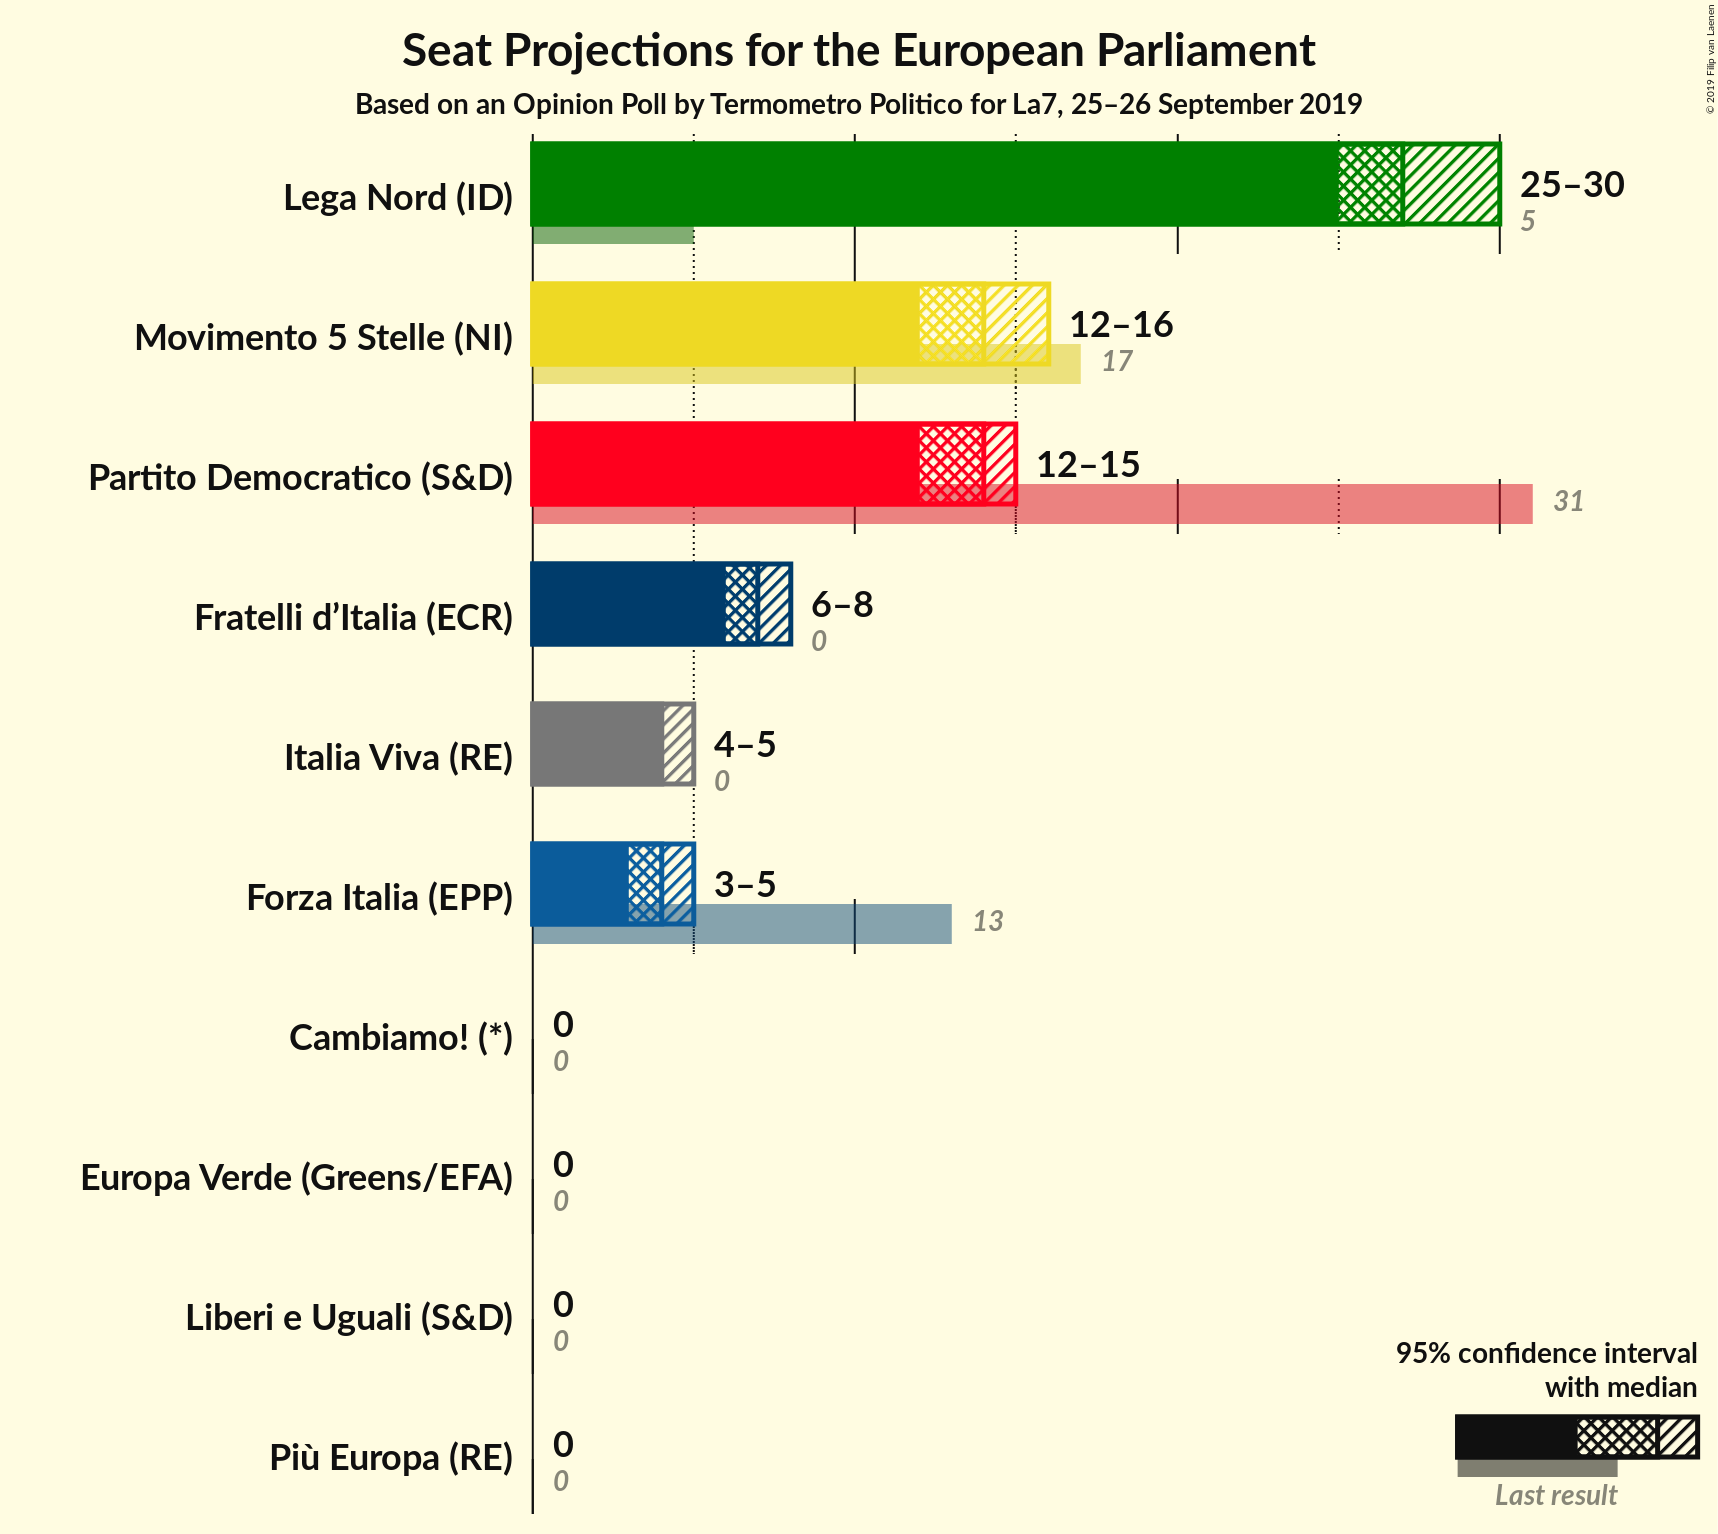 Seat Projections for the European Parliament
Based on an Opinion Poll by Termometro Politico for La7, 25–26 September 2019
© 2019 Filip van Laenen
Lega Nord (ID)
25–30
5
Movimento 5 Stelle (NI)
12–16
17
Partito Democratico (S&D)
12–15
31
Fratelli d’Italia (ECR)
6–8
0
Italia Viva (RE)
4–5
0
Forza Italia (EPP)
3–5
13
Cambiamo! (*)
0
0
Europa Verde (Greens/EFA)
0
0
Liberi e Uguali (S&D)
0
0
Più Europa (RE)
0
0
95% confidence interval
with median
Last result